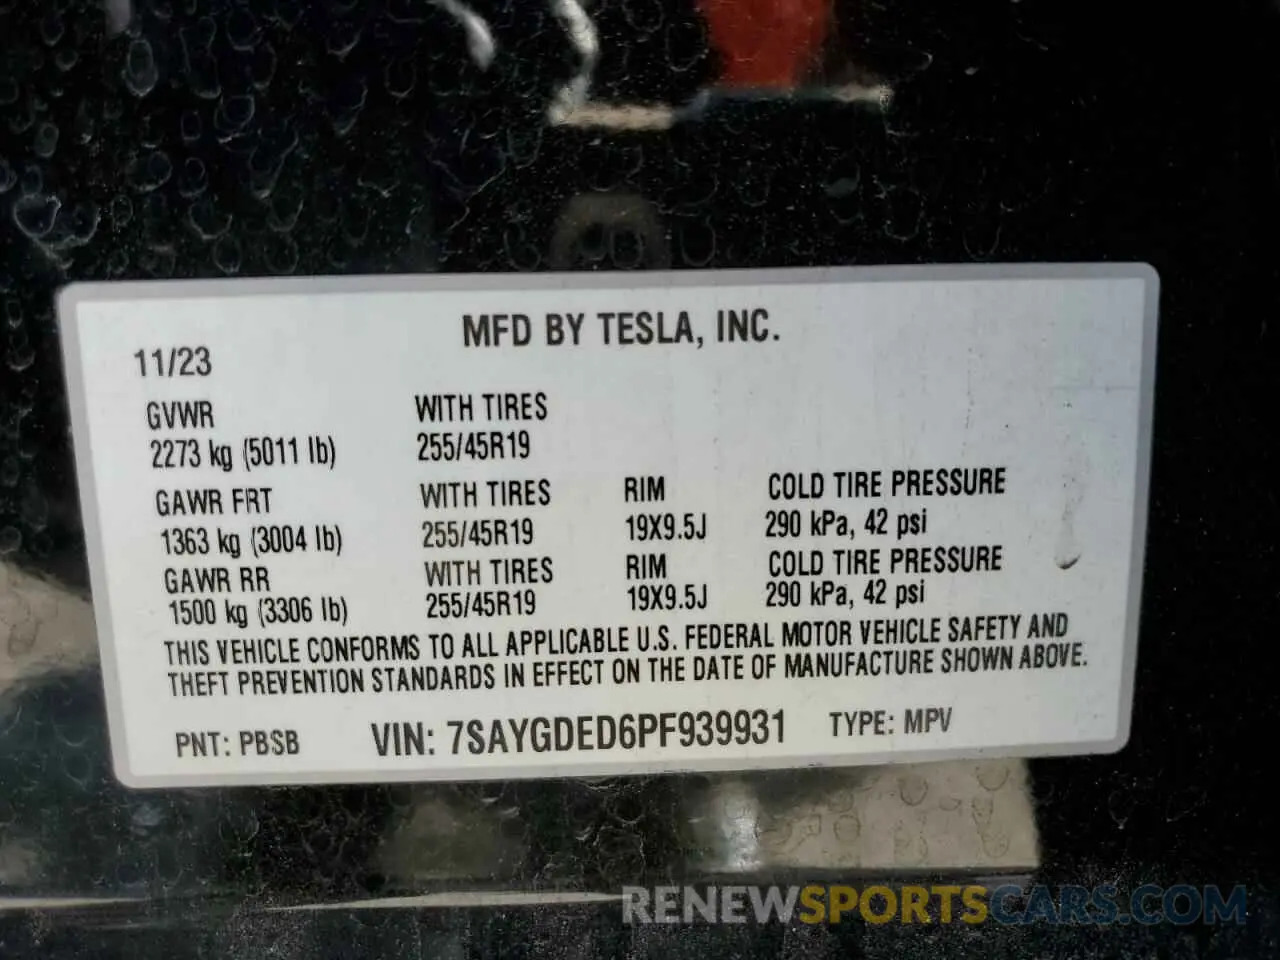 MFD BY TESLA, INC.
11/23
GVWR WITH TIRES
2273 kg (5011 lb) 255/45R19
GAWR FRT WITH TIRES RIM COLD TIRE PRESSURE
1363 kg (3004 lb) 255/45R19 19X9.5J 290 kPa, 42 psi
GAWR RR WITH TIRES RIM COLD TIRE PRESSURE
1500 kg (3306 lb) 255/45R19 19X9.5J 290 kPa, 42 psi
THIS VEHICLE CONFORMS TO ALL APPLICABLE U.S. FEDERAL MOTOR VEHICLE SAFETY AND
THEFT PREVENTION STANDARDS IN EFFECT ON THE DATE OF MANUFACTURE SHOWN ABOVE.
PNT: PBSB VIN: 7SAYGDED6PF939931 TYPE: MPV
RENEWSPORTSCARS.COM